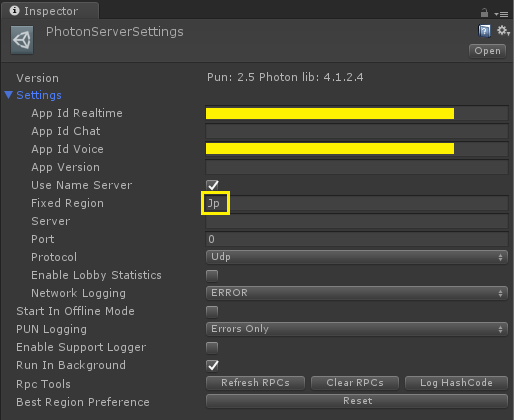 Inspector
PhotonServerSettings
Open
Version Pun: 2.5 Photon lib: 4.1.2.4
Settings
App Id Realtime
App Id Chat
App Id Voice
App Version
Use Name Server
Fixed Region Jp
Server
Port 0
Protocol Udp
Enable Lobby Statistics
Network Logging ERROR
Start In Offline Mode
PUN Logging Errors Only
Enable Support Logger
Run In Background
Rpc Tools Refresh RPCs Clear RPCs Log HashCode
Best Region Preference Reset